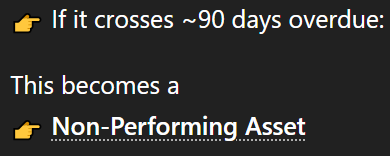 👉 If it crosses ~90 days overdue:
This becomes a
👉 Non-Performing Asset